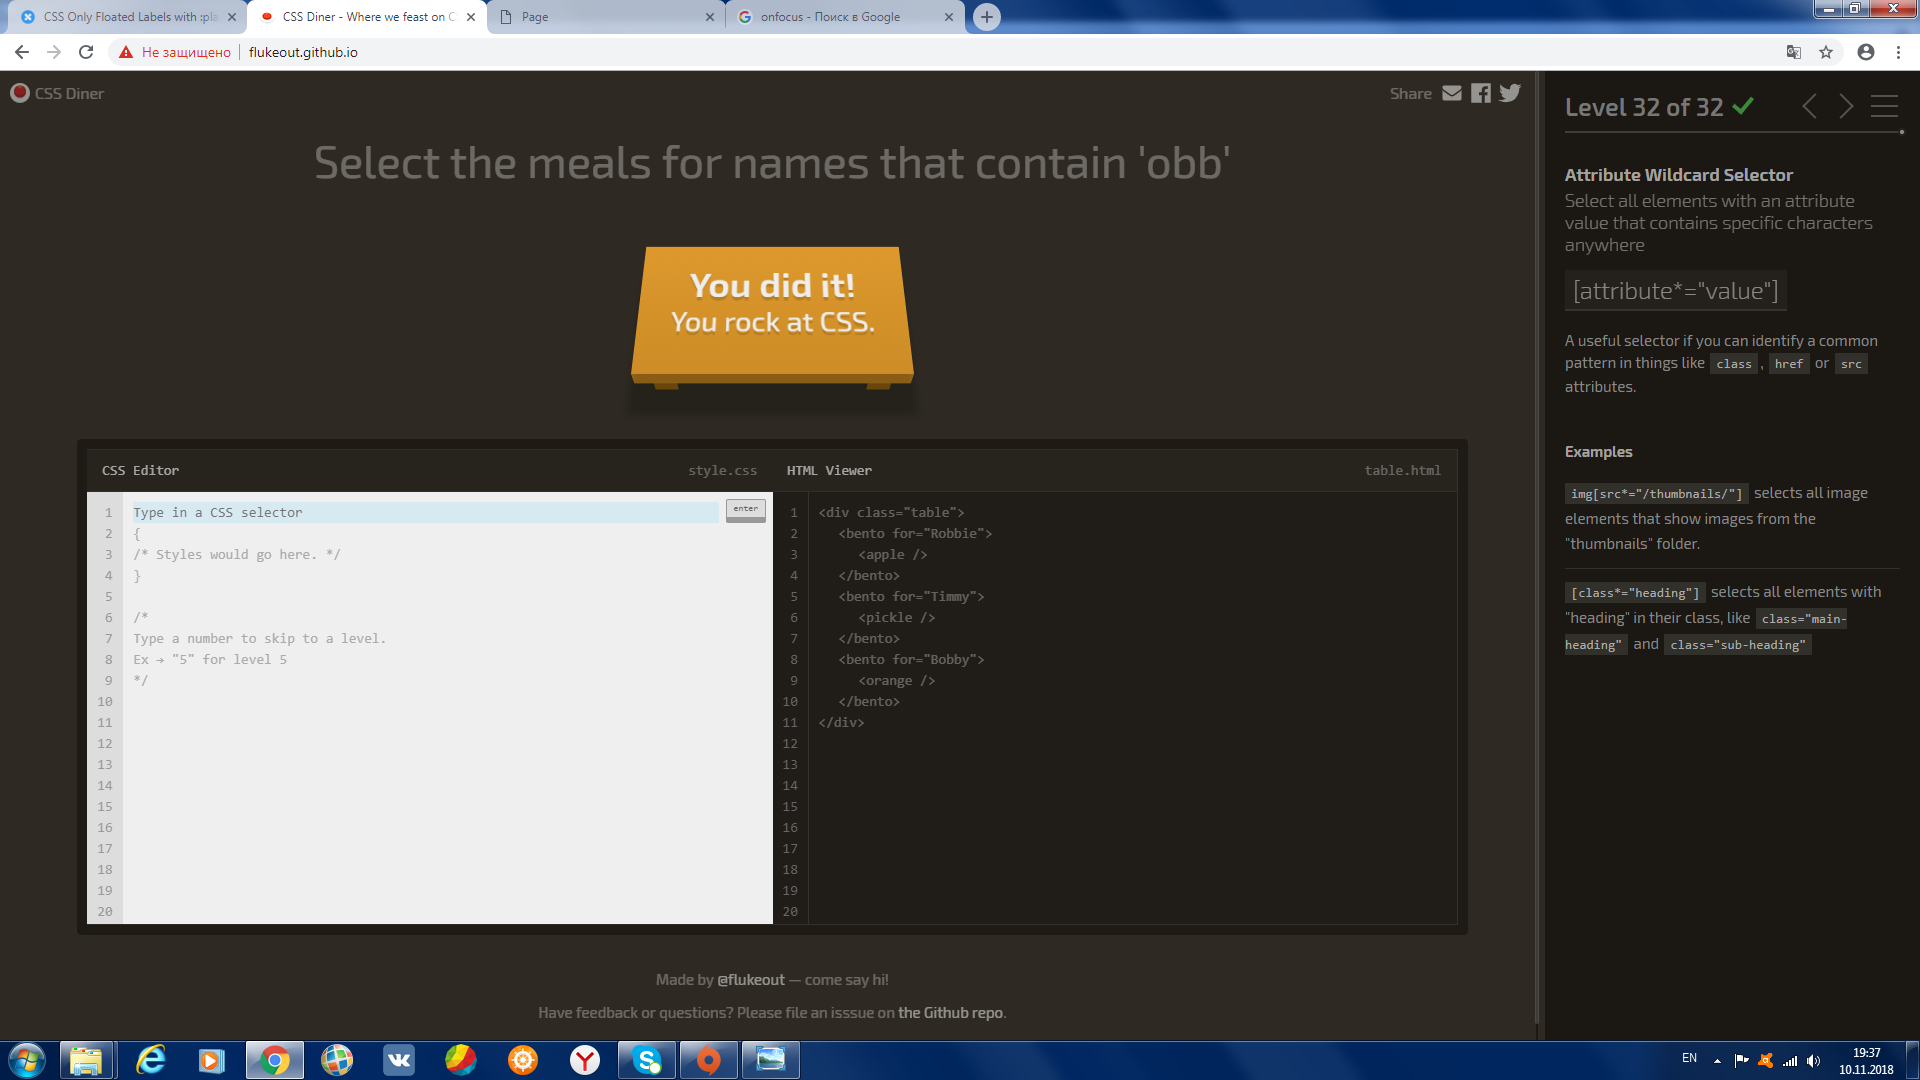 CSS Only Floated Labels with :pla
CSS Diner - Where we feast on C
Page
onfocus - Поиск в Google
Не защищено
flukeout.github.io
CSS Diner
Share
Select the meals for names that contain 'obb'
You did it!
You rock at CSS.
CSS Editor
style.css
1 Type in a CSS selector
enter
2 {
3 /* Styles would go here. */
4 }
5
6 /*
7 Type a number to skip to a level.
8 Ex → "5" for level 5
9 */
10
11
12
13
14
15
16
17
18
19
20
HTML Viewer
table.html
1 <div class="table">
2 <bento for="Robbie">
3 <apple />
4 </bento>
5 <bento for="Timmy">
6 <pickle />
7 </bento>
8 <bento for="Bobby">
9 <orange />
10 </bento>
11 </div>
12
13
14
15
16
17
18
19
20
Made by @flukeout — come say hi!
Have feedback or questions? Please file an isssue on the Github repo.
Level 32 of 32
Attribute Wildcard Selector
Select all elements with an attribute
value that contains specific characters
anywhere
[attribute*="value"]
A useful selector if you can identify a common
pattern in things like class , href or src
attributes.
Examples
img[src*="/thumbnails/"] selects all image
elements that show images from the
"thumbnails" folder.
[class*="heading"] selects all elements with
"heading" in their class, like class="main-
heading" and class="sub-heading"
EN
19:37
10.11.2018